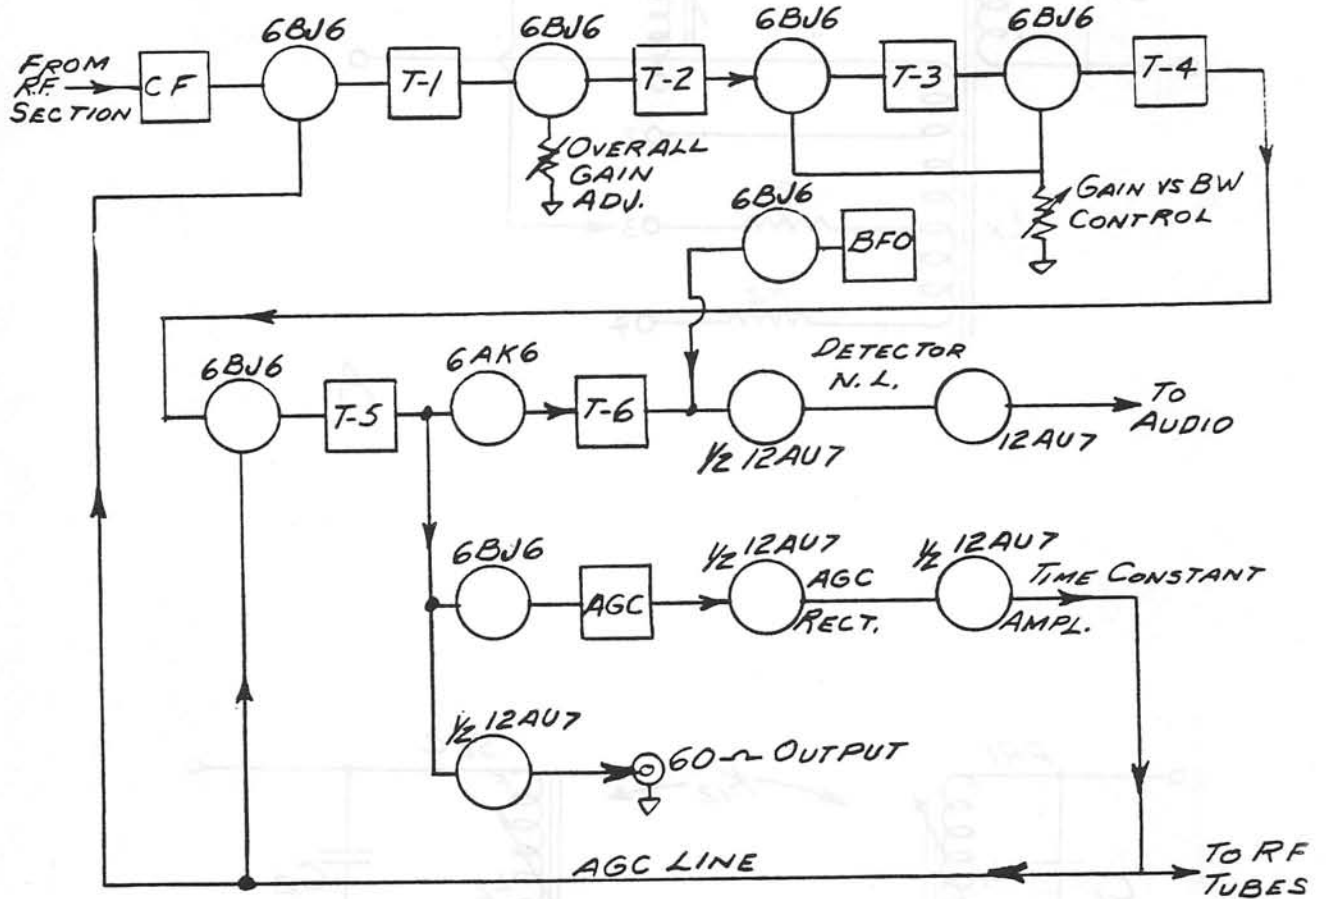 6BJ6
6BJ6
6BJ6
6BJ6
FROM
R.F.
SECTION
CF
T-1
T-2
T-3
T-4
OVERALL
GAIN
ADJ.
GAIN VS BW
CONTROL
6BJ6
BFO
6BJ6
T-5
6AK6
T-6
DETECTOR
N.L.
1/2 12AU7
12AU7
TO
AUDIO
6BJ6
AGC
1/2 12AU7
AGC
RECT.
1/2 12AU7
TIME CONSTANT
AMPL.
1/2 12AU7
60 Ω OUTPUT
AGC LINE
TO RF
TUBES